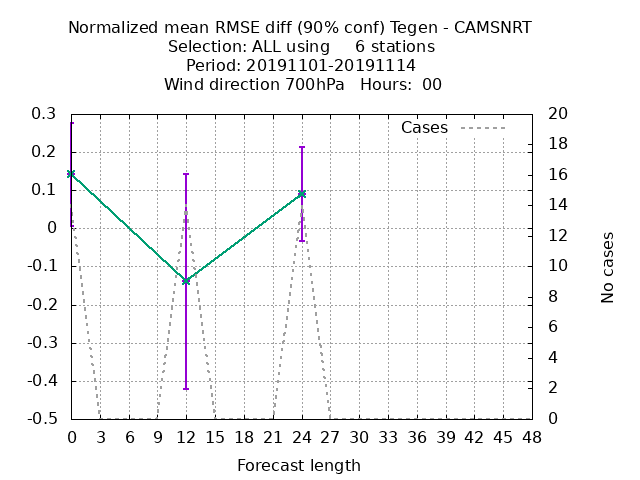 Normalized mean RMSE diff (90% conf) Tegen - CAMSNRT
Selection: ALL using     6 stations
Period: 20191101-20191114
Wind direction 700hPa   Hours:  00
Cases
0.3
0.2
0.1
0
-0.1
-0.2
-0.3
-0.4
-0.5
20
18
16
14
12
10
8
6
4
2
0
No cases
0 3 6 9 12 15 18 21 24 27 30 33 36 39 42 45 48
Forecast length